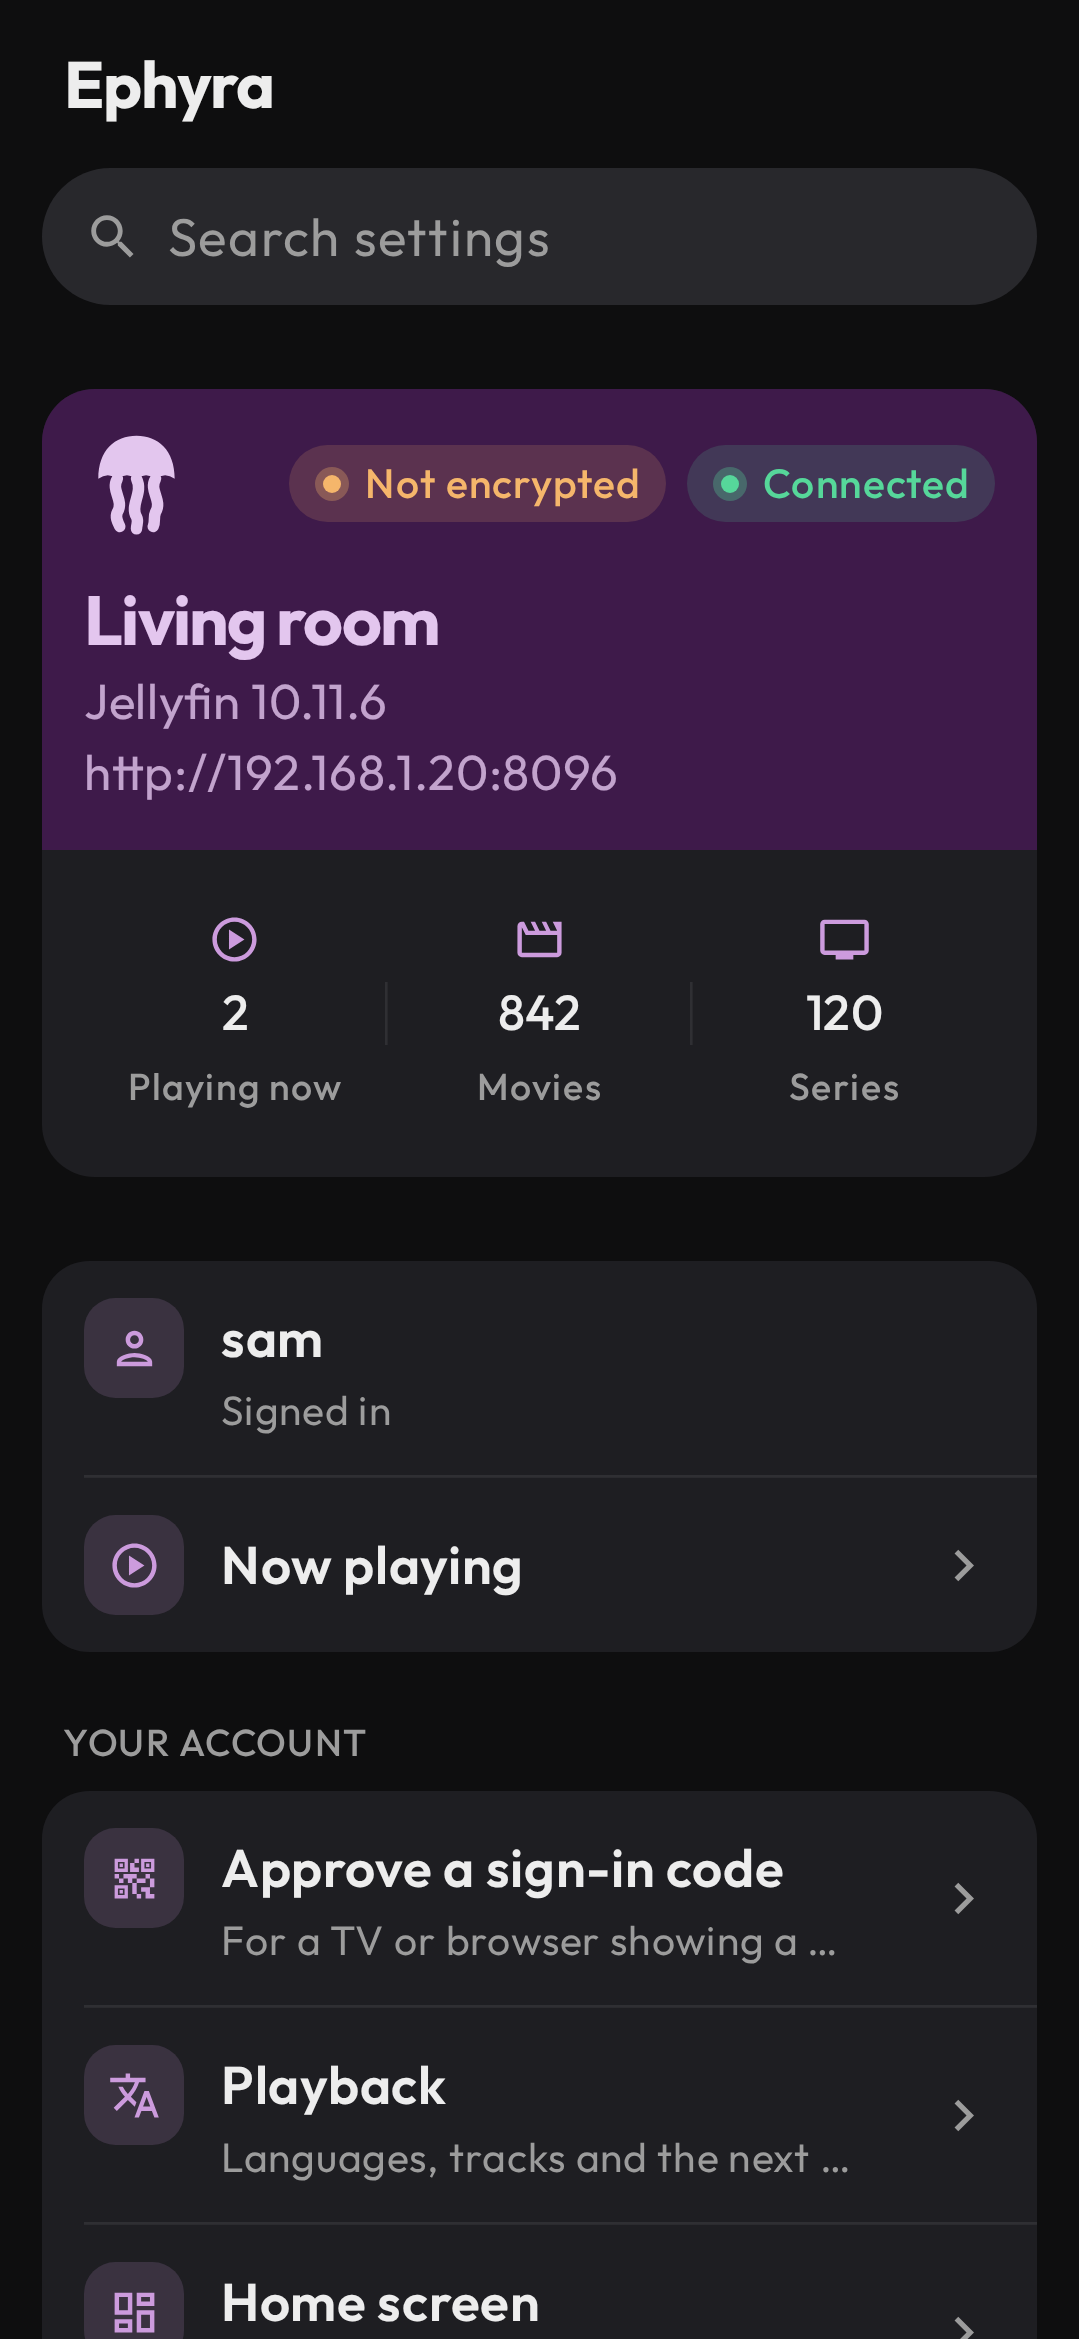 Ephyra
Search settings
Not encrypted
Connected
Living room
Jellyfin 10.11.6
http://192.168.1.20:8096
2
842
120
Playing now
Movies
Series
sam
Signed in
Now playing
YOUR ACCOUNT
Approve a sign-in code
For a TV or browser showing a ...
Playback
Languages, tracks and the next ...
Home screen